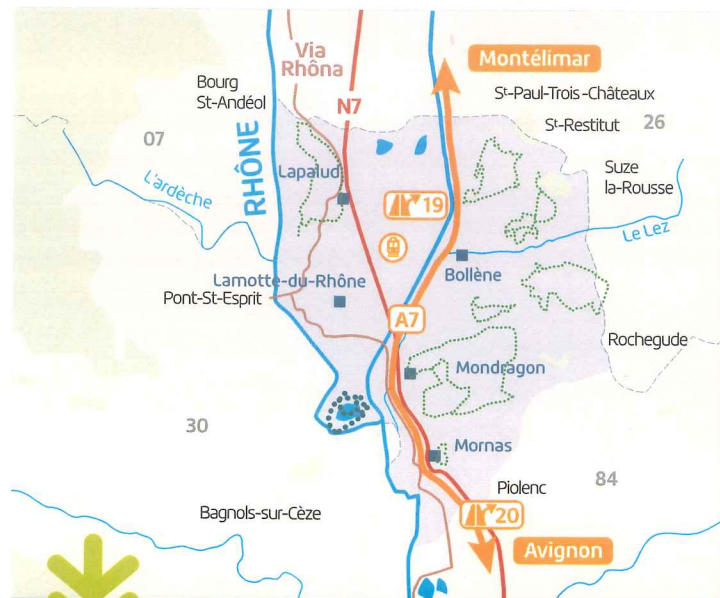 Via
Rhôna
Montélimar
Bourg
St-Andéol
N7
St-Paul-Trois-Châteaux
St-Restitut
26
07
RHÔNE
Lapalud
Suze
la-Rousse
L'ardèche
19
Le Lez
Bollène
Lamotte-du-Rhône
Pont-St-Esprit
A7
Rochegude
Mondragon
30
Mornas
84
Piolenc
Bagnols-sur-Cèze
20
Avignon